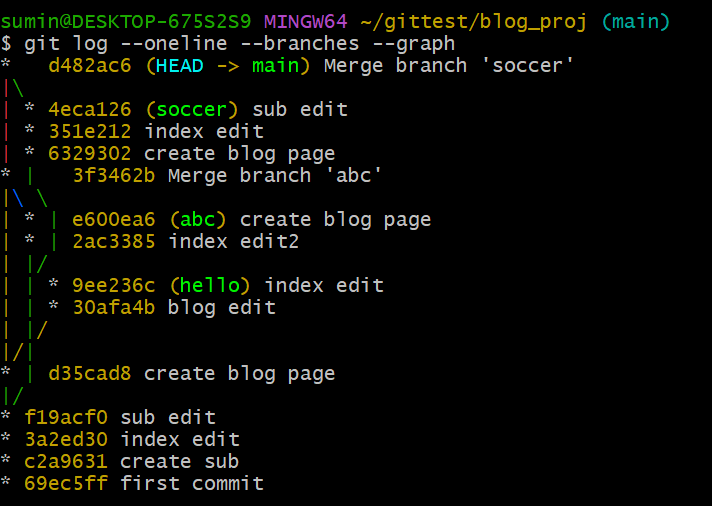 sumin@DESKTOP-675S2S9 MINGW64 ~/gittest/blog_proj (main)
$ git log --oneline --branches --graph
*   d482ac6 (HEAD -> main) Merge branch 'soccer'
|\
| * 4eca126 (soccer) sub edit
| * 351e212 index edit
| * 6329302 create blog page
* |   3f3462b Merge branch 'abc'
|\ \
| * | e600ea6 (abc) create blog page
| * | 2ac3385 index edit2
| |/
| | * 9ee236c (hello) index edit
| | * 30afa4b blog edit
| |/
|/|
* | d35cad8 create blog page
|/
* f19acf0 sub edit
* 3a2ed30 index edit
* c2a9631 create sub
* 69ec5ff first commit